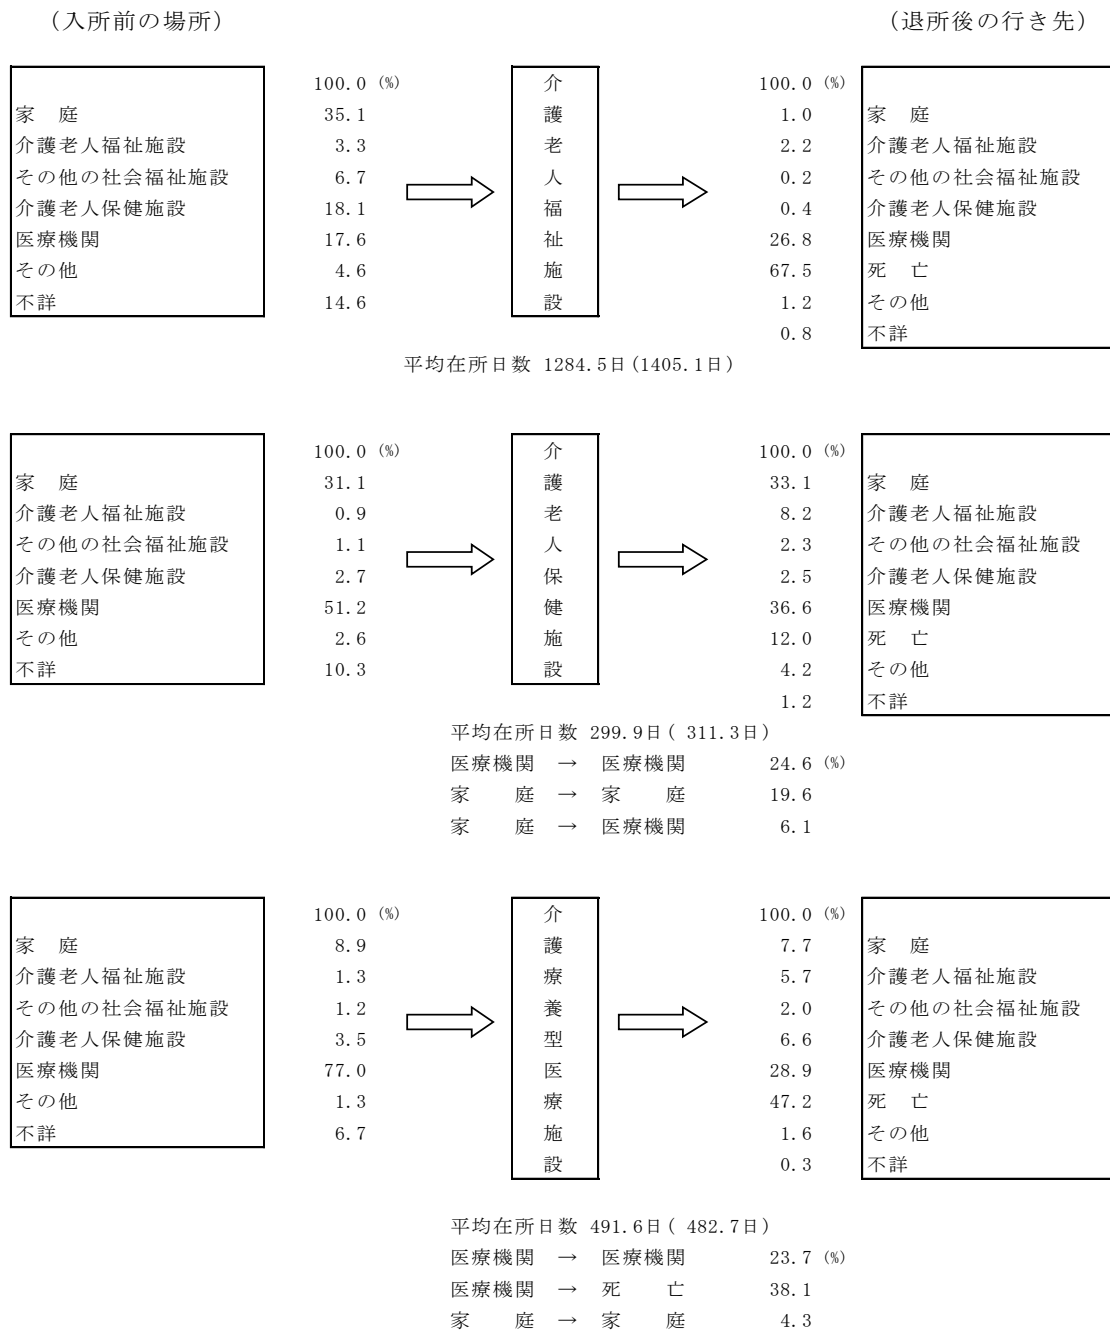 (入所前の場所) (退所後の行き先)
100.0 (%) 介 100.0 (%)
家 庭 35.1 護 1.0 家 庭
介護老人福祉施設 3.3 老 2.2 介護老人福祉施設
その他の社会福祉施設 6.7 人 0.2 その他の社会福祉施設
介護老人保健施設 18.1 福 0.4 介護老人保健施設
医療機関 17.6 祉 26.8 医療機関
その他 4.6 施 67.5 死 亡
不詳 14.6 設 1.2 その他
0.8 不詳
平均在所日数 1284.5日(1405.1日)
100.0 (%) 介 100.0 (%)
家 庭 31.1 護 33.1 家 庭
介護老人福祉施設 0.9 老 8.2 介護老人福祉施設
その他の社会福祉施設 1.1 人 2.3 その他の社会福祉施設
介護老人保健施設 2.7 保 2.5 介護老人保健施設
医療機関 51.2 健 36.6 医療機関
その他 2.6 施 12.0 死 亡
不詳 10.3 設 4.2 その他
1.2 不詳
平均在所日数 299.9日( 311.3日)
医療機関 → 医療機関 24.6 (%)
家 庭 → 家 庭 19.6
家 庭 → 医療機関 6.1
100.0 (%) 介 100.0 (%)
家 庭 8.9 護 7.7 家 庭
介護老人福祉施設 1.3 療 5.7 介護老人福祉施設
その他の社会福祉施設 1.2 養 2.0 その他の社会福祉施設
介護老人保健施設 3.5 型 6.6 介護老人保健施設
医療機関 77.0 医 28.9 医療機関
その他 1.3 療 47.2 死 亡
不詳 6.7 施 1.6 その他
設 0.3 不詳
平均在所日数 491.6日( 482.7日)
医療機関 → 医療機関 23.7 (%)
医療機関 → 死 亡 38.1
家 庭 → 家 庭 4.3